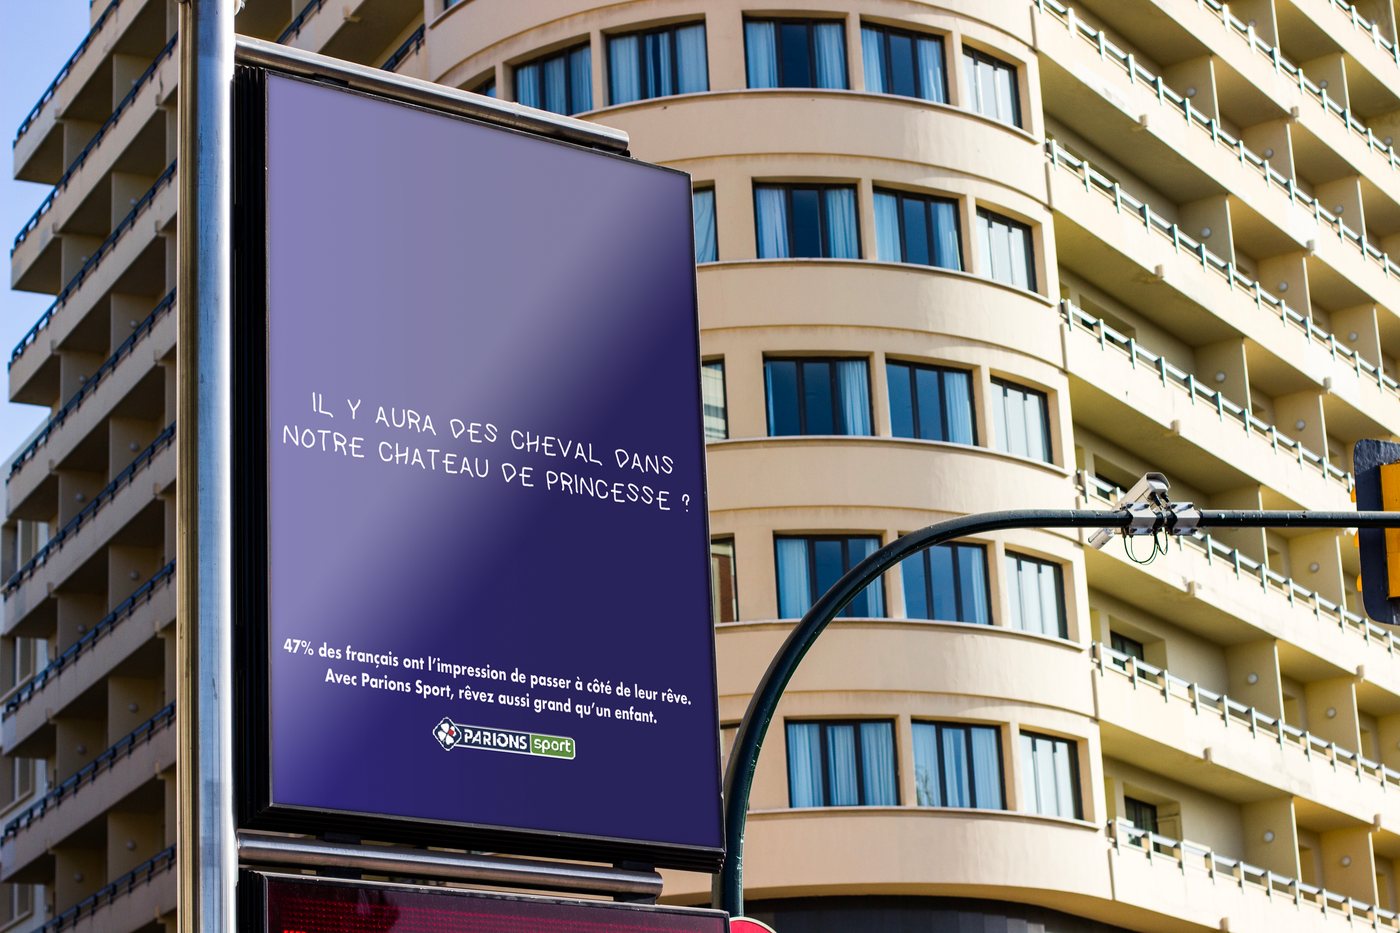 IL Y AURA DES CHEVAL DANS
NOTRE CHATEAU DE PRINCESSE ?
47% des français ont l'impression de passer à côté de leur rêve.
Avec Parions Sport, rêvez aussi grand qu'un enfant.
PARIONS sport